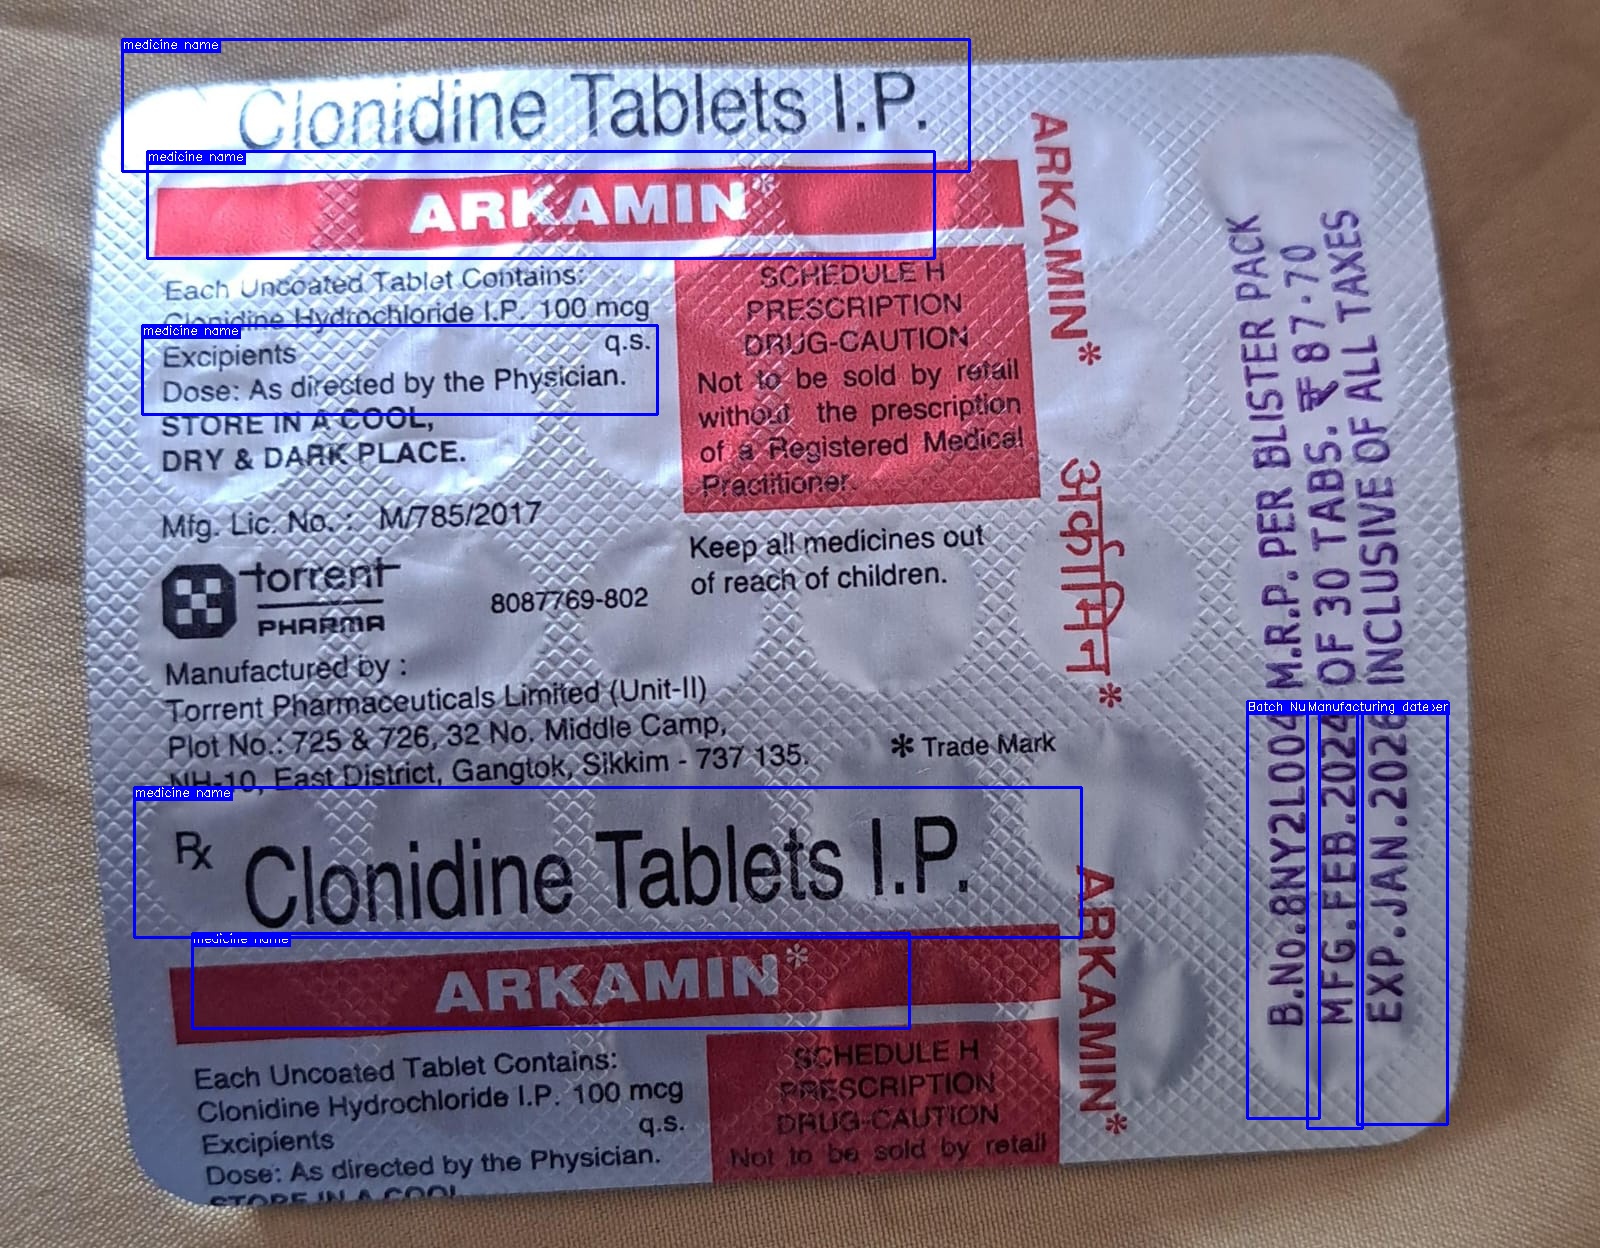 medicine name
Clonidine Tablets I.P.
medicine name
ARKAMIN*
Each Uncoated Tablet Contains:
Clonidine Hydrochloride I.P. 100 mcg
medicine name
Excipients q.s.
Dose: As directed by the Physician.
STORE IN A COOL,
DRY & DARK PLACE.
SCHEDULE H
PRESCRIPTION
DRUG-CAUTION
Not to be sold by retail
without the prescription
of a Registered Medical
Practitioner.
Mfg. Lic. No. : M/785/2017
torrent
PHARMA
8087769-802
Keep all medicines out
of reach of children.
Manufactured by :
Torrent Pharmaceuticals Limited (Unit-II)
Plot No.: 725 & 726, 32 No. Middle Camp,
NH-10, East District, Gangtok, Sikkim - 737 135.
* Trade Mark
medicine name
Rx Clonidine Tablets I.P.
medicine name
ARKAMIN*
Each Uncoated Tablet Contains:
Clonidine Hydrochloride I.P. 100 mcg
Excipients q.s.
Dose: As directed by the Physician.
STORE IN A COOL,
SCHEDULE H
PRESCRIPTION
DRUG-CAUTION
Not to be sold by retail
ARKAMIN*
अर्कामिन*
ARKAMIN*
Batch Nu
Manufacturing date
B.No.8NY2L004 M.R.P. PER BLISTER PACK
MFG.FEB.2024 OF 30 TABS. ₹ 87.70
EXP.JAN.2026 INCLUSIVE OF ALL TAXES